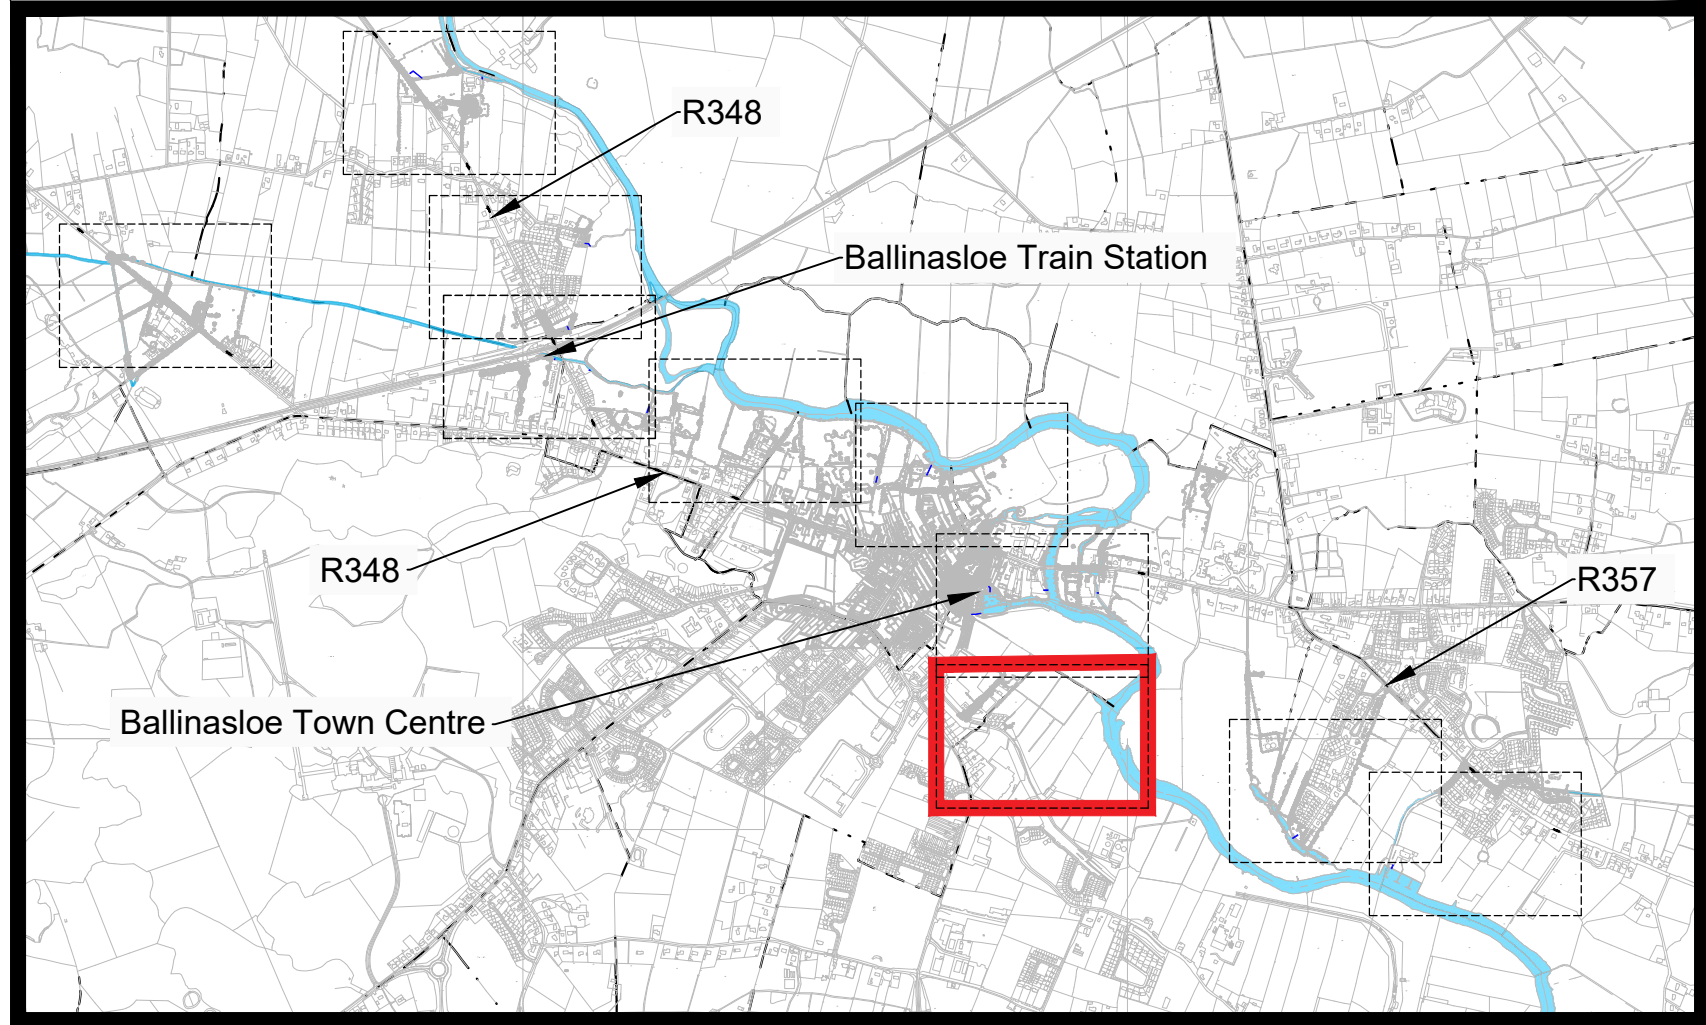 R348
Ballinasloe Train Station
R348
R357
Ballinasloe Town Centre